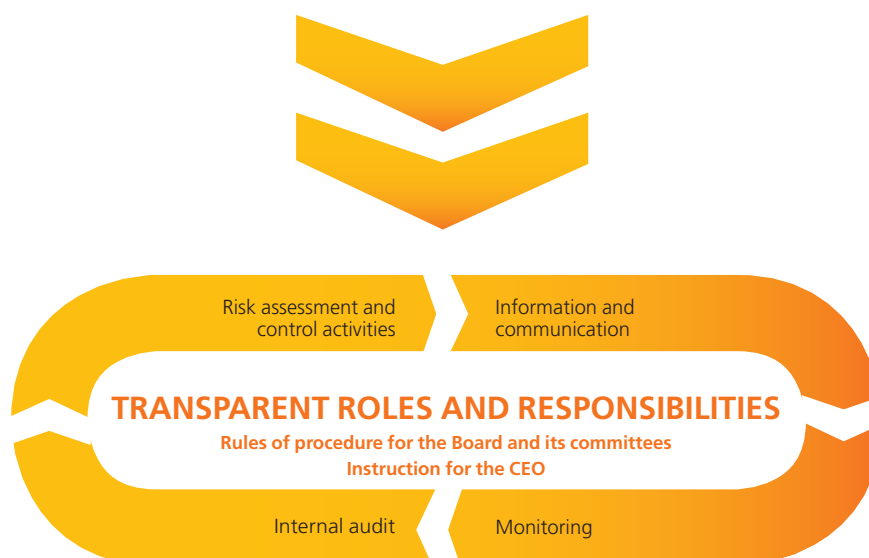 Risk assessment and
control activities
Information and
communication
TRANSPARENT ROLES AND RESPONSIBILITIES
Rules of procedure for the Board and its committees
Instruction for the CEO
Internal audit
Monitoring